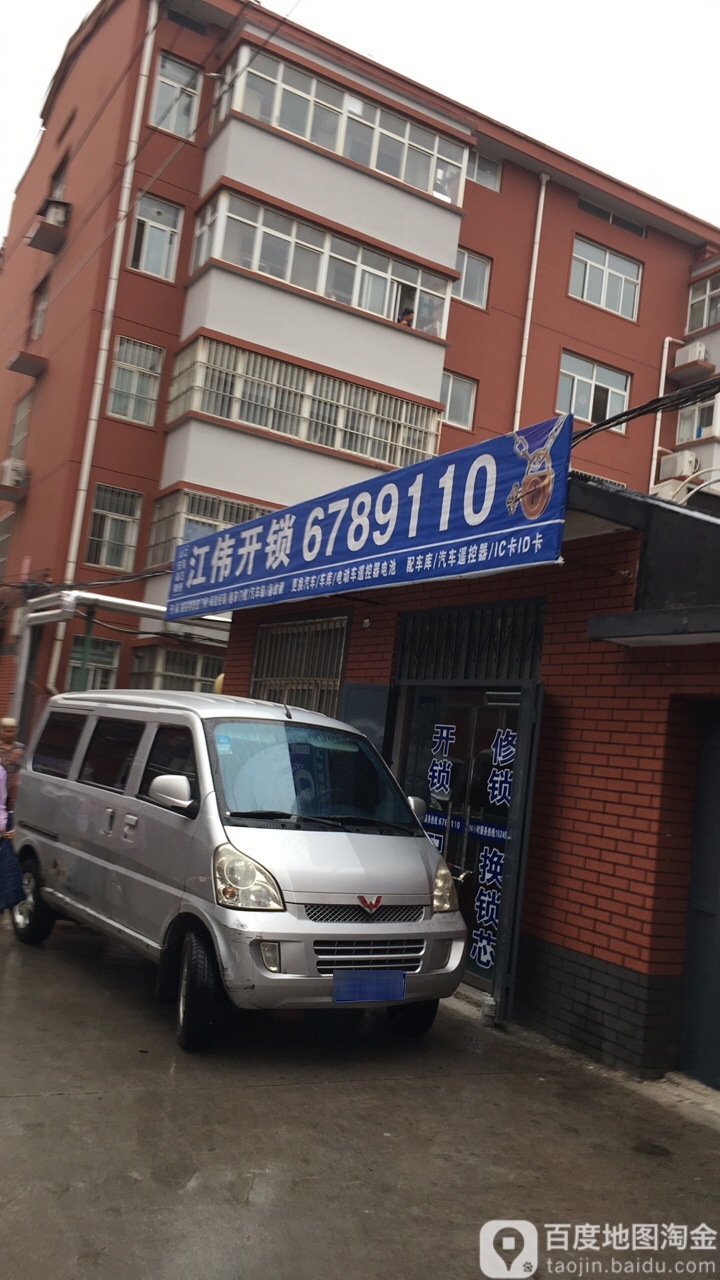 江伟开锁 6789110
更换汽车/车库/电动车遥控器电池 配车库/汽车遥控器/IC卡ID卡
开锁
修锁
换锁芯
百度地图淘金
taojin.baidu.com